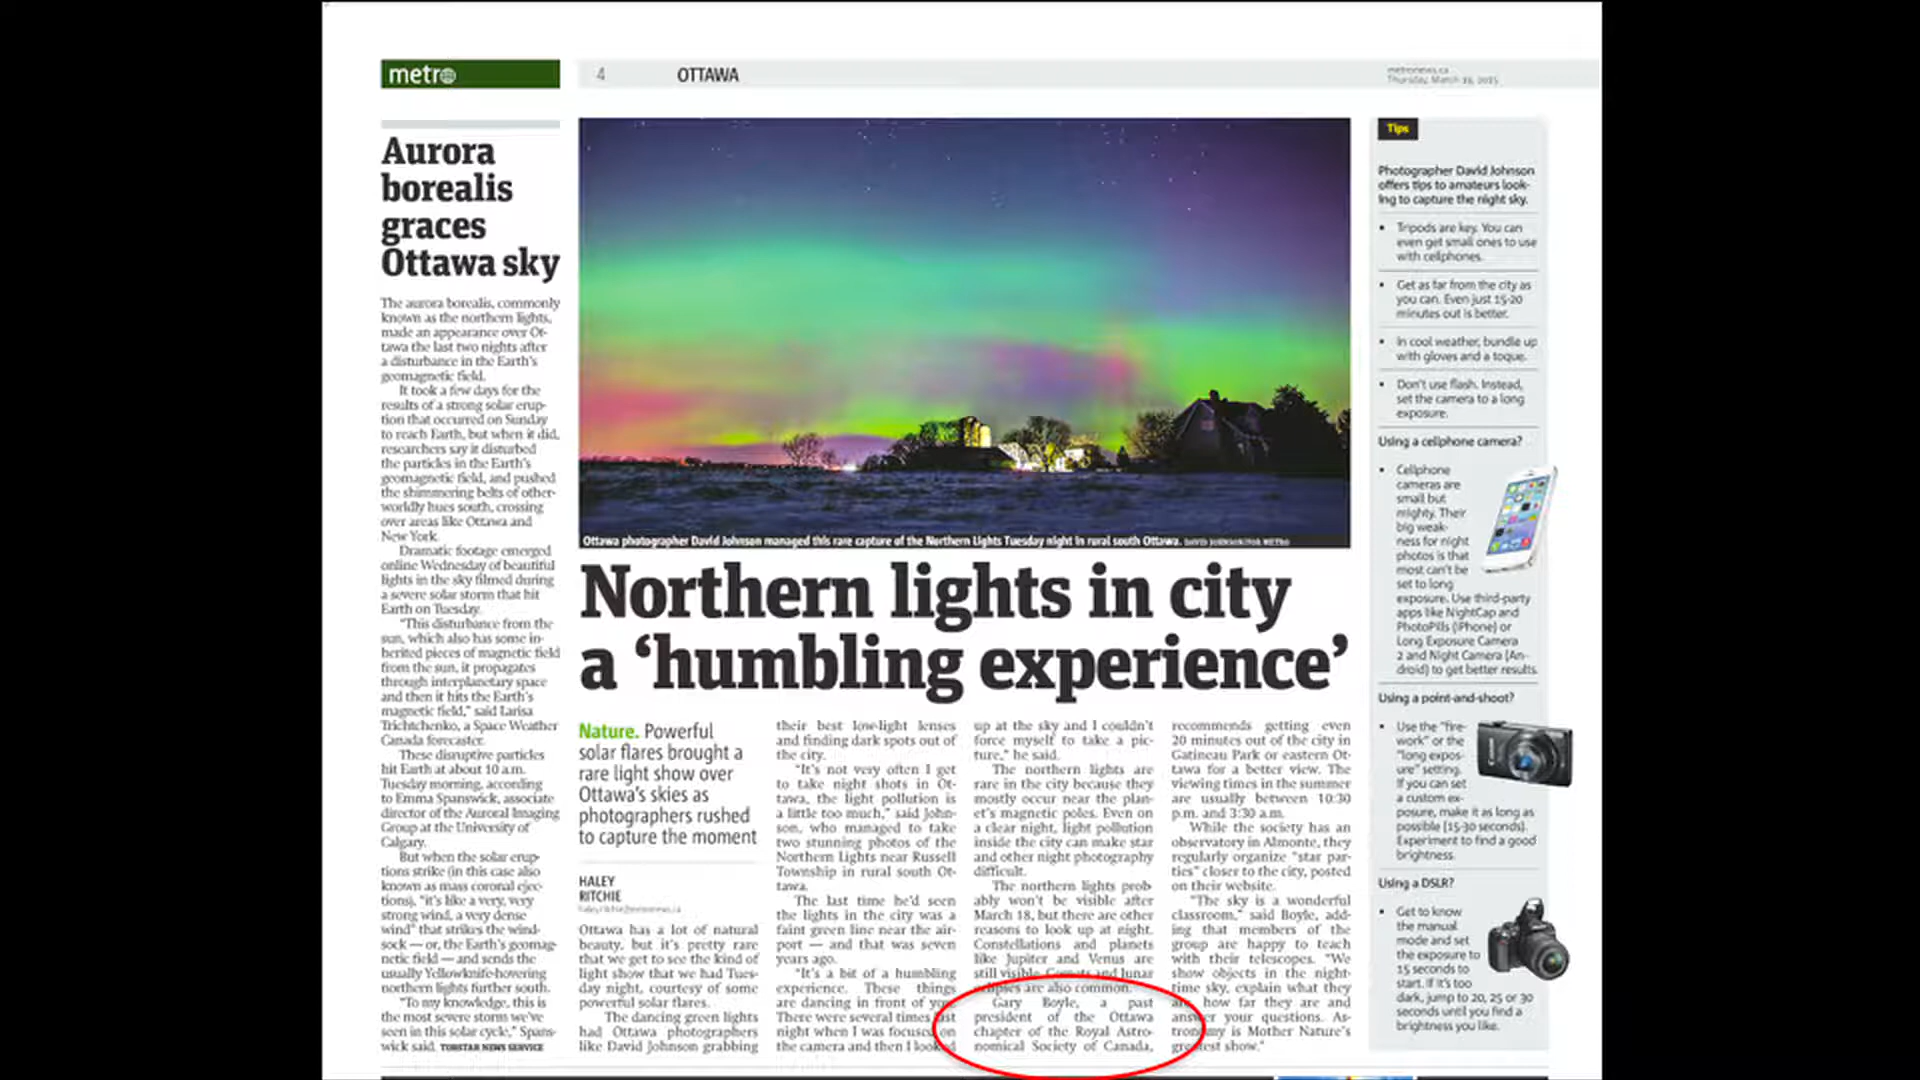 metro
4
OTTAWA
metronews.ca
Thursday, March 19, 2015
Aurora
borealis
graces
Ottawa sky
The aurora borealis, commonly
known as the northern lights,
made an appearance over Ot-
tawa the last two nights after
a disturbance in the Earth's
geomagnetic field.
It took a few days for the
results of a strong solar erup-
tion that occurred on Sunday
to reach Earth, but when it did,
researchers say it disturbed
the particles in the Earth's
geomagnetic field, and pushed
the shimmering belts of other-
worldly hues south, crossing
over areas like Ottawa and
New York.
Dramatic footage emerged
online Wednesday of beautiful
lights in the sky filmed during
a severe solar storm that hit
Earth on Tuesday.
"This disturbance from the
sun, which also has some in-
herited pieces of magnetic field
from the sun, it propagates
through interplanetary space
and then it hits the Earth's
magnetic field," said Larisa
Trichtchenko, a Space Weather
Canada forecaster.
These disruptive particles
hit Earth at about 10 a.m.
Tuesday morning, according
to Emma Spanswick, associate
director of the Auroral Imaging
Group at the University of
Calgary.
But when the solar erup-
tions strike (in this case also
known as mass coronal ejec-
tions), "it's like a very, very
strong wind, a very dense
wind" that strikes the wind-
sock — or, the Earth's geomag-
netic field — and sends the
usually Yellowknife-hovering
northern lights further south.
"To my knowledge, this is
the most severe storm we've
seen in this solar cycle," Spans-
wick said. TORSTAR NEWS SERVICE
Ottawa photographer David Johnson managed this rare capture of the Northern Lights Tuesday night in rural south Ottawa. DAVID JOHNSON/FOR METRO
Northern lights in city
a 'humbling experience'
Nature. Powerful
solar flares brought a
rare light show over
Ottawa's skies as
photographers rushed
to capture the moment
HALEY
RITCHIE
haley.ritchie@metronews.ca
Ottawa has a lot of natural
beauty, but it's pretty rare
that we get to see the kind of
light show that we had Tues-
day night, courtesy of some
powerful solar flares.
The dancing green lights
had Ottawa photographers
like David Johnson grabbing
their best low-light lenses
and finding dark spots out of
the city.
"It's not very often I get
to take night shots in Ot-
tawa, the light pollution is
a little too much," said John-
son, who managed to take
two stunning photos of the
Northern Lights near Russell
Township in rural south Ot-
tawa.
The last time he'd seen
the lights in the city was a
faint green line near the air-
port — and that was seven
years ago.
"It's a bit of a humbling
experience. These things
are dancing in front of you.
There were several times last
night when I was focused on
the camera and then I looked
up at the sky and I couldn't
force myself to take a pic-
ture," he said.
The northern lights are
rare in the city because they
mostly occur near the plan-
et's magnetic poles. Even on
a clear night, light pollution
inside the city can make star
and other night photography
difficult.
The northern lights prob-
ably won't be visible after
March 18, but there are other
reasons to look up at night.
Constellations and planets
like Jupiter and Venus are
still visible. Comets and lunar
eclipses are also common.
Gary Boyle, a past
president of the Ottawa
chapter of the Royal Astro-
nomical Society of Canada,
recommends getting even
20 minutes out of the city in
Gatineau Park or eastern Ot-
tawa for a better view. The
viewing times in the summer
are usually between 10:30
p.m. and 3:30 a.m.
While the society has an
observatory in Almonte, they
regularly organize "star par-
ties" closer to the city, posted
on their website.
"The sky is a wonderful
classroom," said Boyle, add-
ing that members of the
group are happy to teach
with their telescopes. "We
show objects in the night-
time sky, explain what they
are, how far they are and
answer your questions. As-
tronomy is Mother Nature's
greatest show."
Tips
Photographer David Johnson
offers tips to amateurs look-
ing to capture the night sky.
• Tripods are key. You can
even get small ones to use
with cellphones.
• Get as far from the city as
you can. Even just 15-20
minutes out is better.
• In cool weather, bundle up
with gloves and a toque.
• Don't use flash. Instead,
set the camera to a long
exposure.
Using a cellphone camera?
• Cellphone
cameras are
small but
mighty. Their
big weak-
ness for night
photos is that
most can't be
set to long
exposure. Use third-party
apps like NightCap and
PhotoPills (iPhone) or
Long Exposure Camera
2 and Night Camera (An-
droid) to get better results.
Using a point-and-shoot?
• Use the "fire-
work" or the
"long expos-
ure" setting.
If you can set
a custom ex-
posure, make it as long as
possible (15-30 seconds).
Experiment to find a good
brightness.
Using a DSLR?
• Get to know
the manual
mode and set
the exposure to
15 seconds to
start. If it's too
dark, jump to 20, 25 or 30
seconds until you find a
brightness you like.